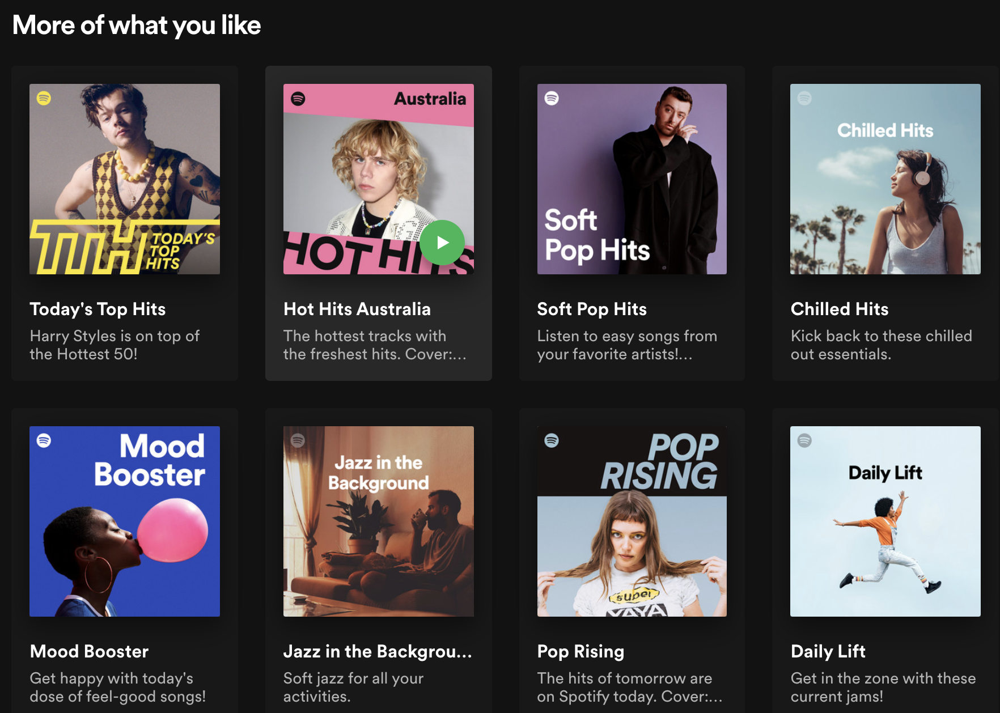 More of what you like
TTH TODAY'S
TOP
HITS
Today's Top Hits
Harry Styles is on top of
the Hottest 50!
Australia
HOT HITS
Hot Hits Australia
The hottest tracks with
the freshest hits. Cover:...
Soft
Pop Hits
Soft Pop Hits
Listen to easy songs from
your favorite artists!...
Chilled Hits
Chilled Hits
Kick back to these chilled
out essentials.
Mood
Booster
Mood Booster
Get happy with today's
dose of feel-good songs!
Jazz in the
Background
Jazz in the Backgrou...
Soft jazz for all your
activities.
POP
RISING
super
YAYA
Pop Rising
The hits of tomorrow are
on Spotify today. Cover:...
Daily Lift
Daily Lift
Get in the zone with these
current jams!